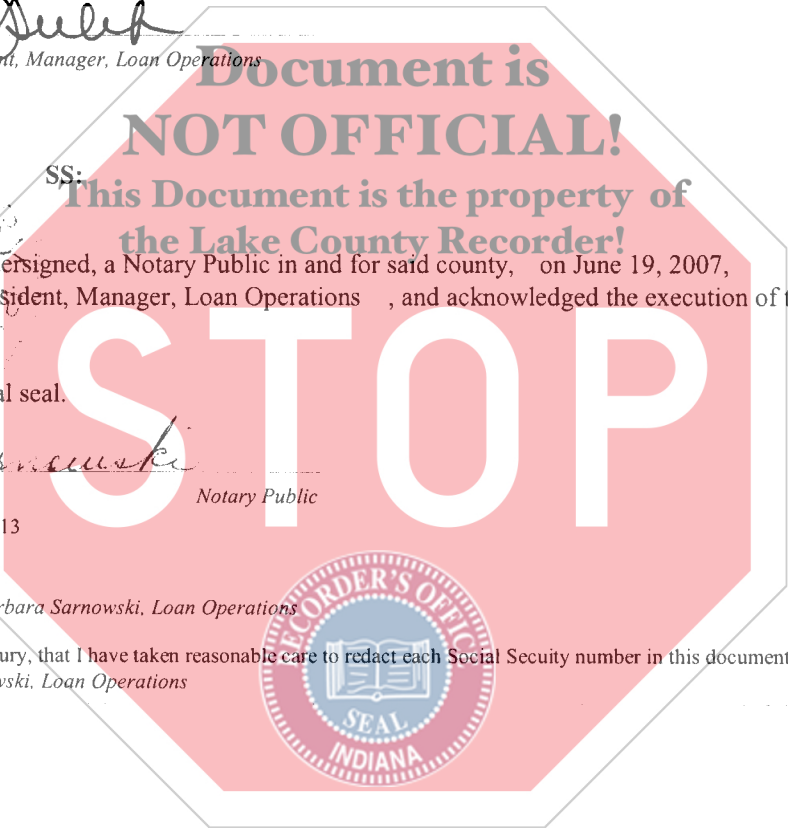 nt, Manager, Loan Operations
Document is
NOT OFFICIAL!
SS:
This Document is the property of
the Lake County Recorder!
ersigned, a Notary Public in and for said county, on June 19, 2007,
sident, Manager, Loan Operations , and acknowledged the execution of t
STOP
al seal.
Notary Public
13
rbara Sarnowski, Loan Operations
RECORDER'S OFFICE
ury, that I have taken reasonable care to redact each Social Secuity number in this document
wski, Loan Operations
SEAL
INDIANA